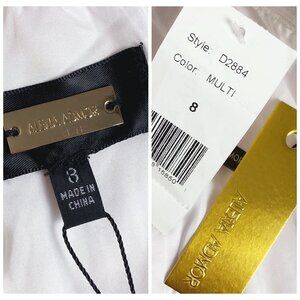 ALEXIA ADMOR
8
MADE IN
CHINA
Style: D2884
Color: MULTI
8
ALEXIA ADMOR